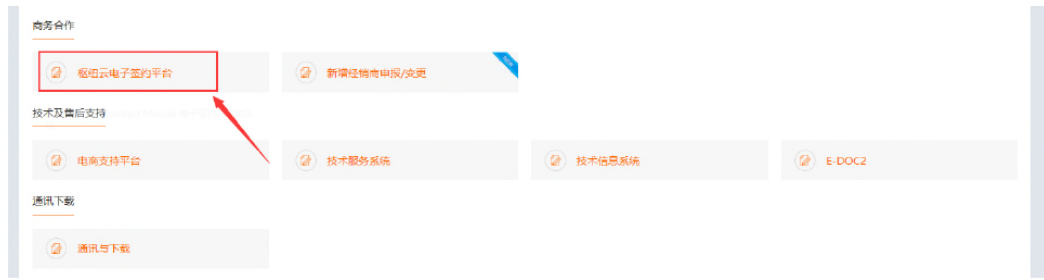 商务合作
枢纽云电子签约平台
新增经销商申报/变更
NEW
技术及售后支持
电商支持平台
技术服务系统
技术信息系统
E-DOC2
通讯下载
通讯与下载